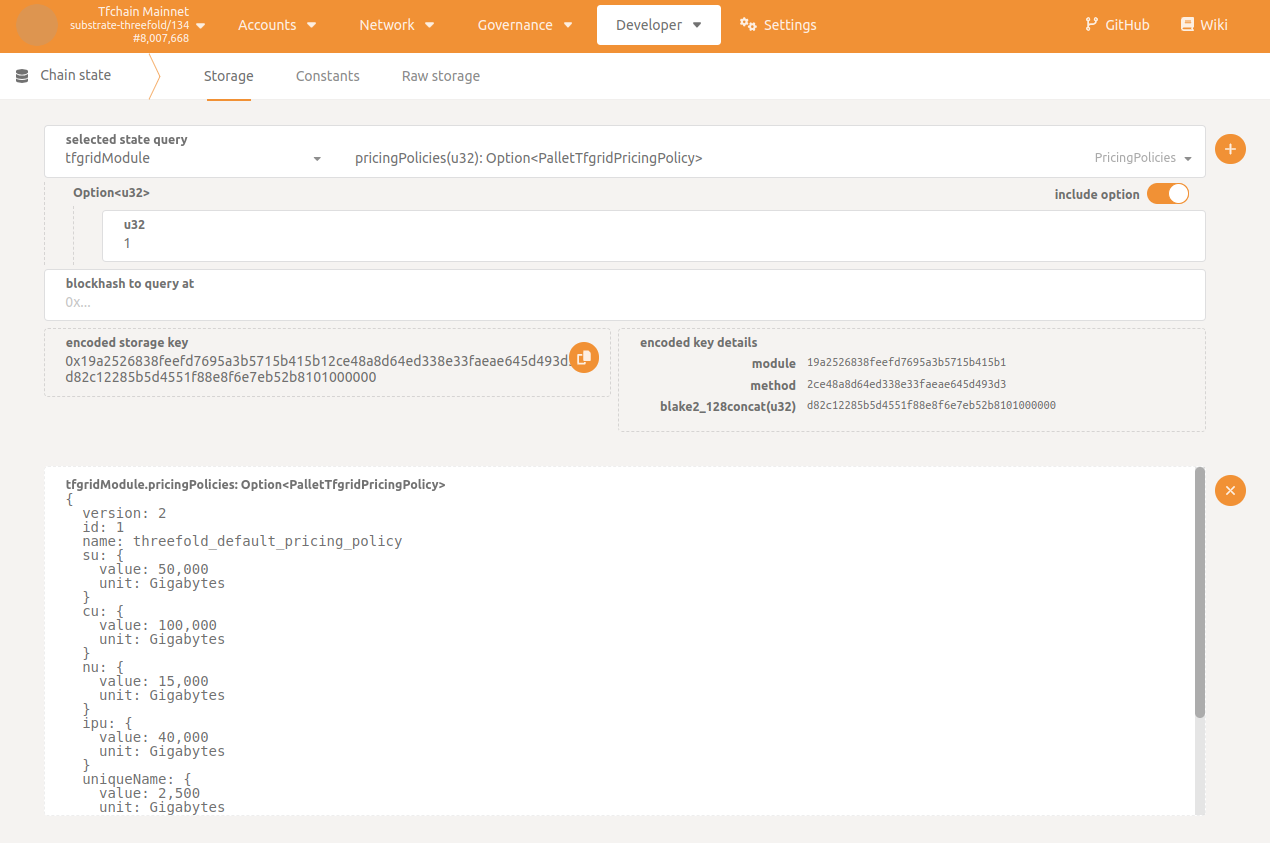 Tfchain Mainnet
substrate-threefold/134
#8,007,668
Accounts
Network
Governance
Developer
Settings
GitHub
Wiki
Chain state
Storage
Constants
Raw storage
selected state query
tfgridModule
pricingPolicies(u32): Option<PalletTfgridPricingPolicy>
PricingPolicies
Option<u32>
include option
u32
1
blockhash to query at
0x...
encoded storage key
0x19a2526838feefd7695a3b5715b415b12ce48a8d64ed338e33faeae645d493d
d82c12285b5d4551f88e8f6e7eb52b8101000000
encoded key details
module 19a2526838feefd7695a3b5715b415b1
method 2ce48a8d64ed338e33faeae645d493d3
blake2_128concat(u32) d82c12285b5d4551f88e8f6e7eb52b8101000000
tfgridModule.pricingPolicies: Option<PalletTfgridPricingPolicy>
{
version: 2
id: 1
name: threefold_default_pricing_policy
su: {
value: 50,000
unit: Gigabytes
}
cu: {
value: 100,000
unit: Gigabytes
}
nu: {
value: 15,000
unit: Gigabytes
}
ipu: {
value: 40,000
unit: Gigabytes
}
uniqueName: {
value: 2,500
unit: Gigabytes